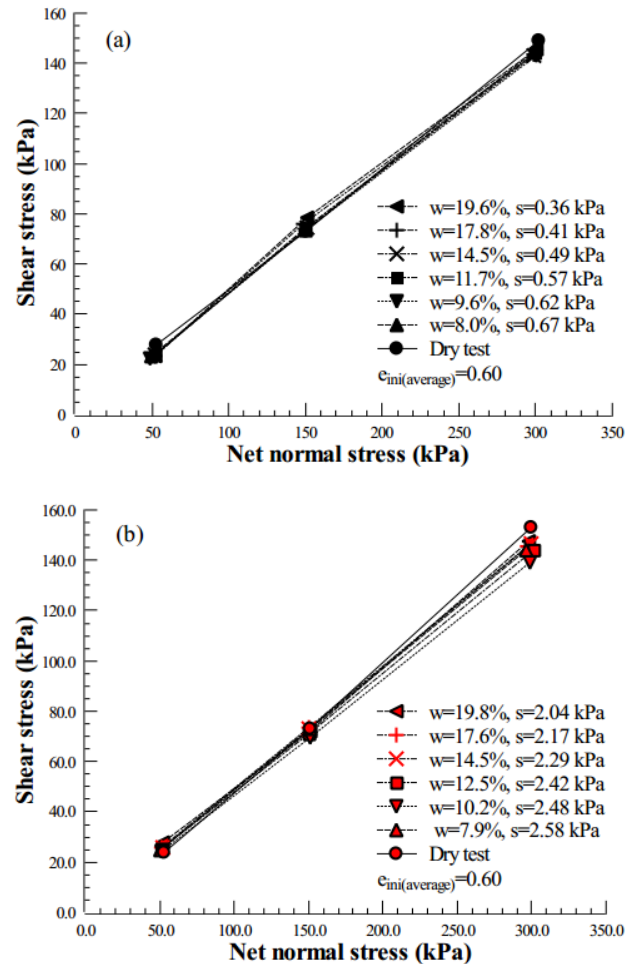 160
(a)
140
120
100
80
60
40
20
0
Shear stress (kPa)
w=19.6%, s=0.36 kPa
w=17.8%, s=0.41 kPa
w=14.5%, s=0.49 kPa
w=11.7%, s=0.57 kPa
w=9.6%, s=0.62 kPa
w=8.0%, s=0.67 kPa
Dry test
eini(average)=0.60
0 50 100 150 200 250 300 350
Net normal stress (kPa)
160.0
(b)
140.0
120.0
100.0
80.0
60.0
40.0
20.0
0.0
Shear stress (kPa)
w=19.8%, s=2.04 kPa
w=17.6%, s=2.17 kPa
w=14.5%, s=2.29 kPa
w=12.5%, s=2.42 kPa
w=10.2%, s=2.48 kPa
w=7.9%, s=2.58 kPa
Dry test
eini(average)=0.60
0.0 50.0 100.0 150.0 200.0 250.0 300.0 350.0
Net normal stress (kPa)